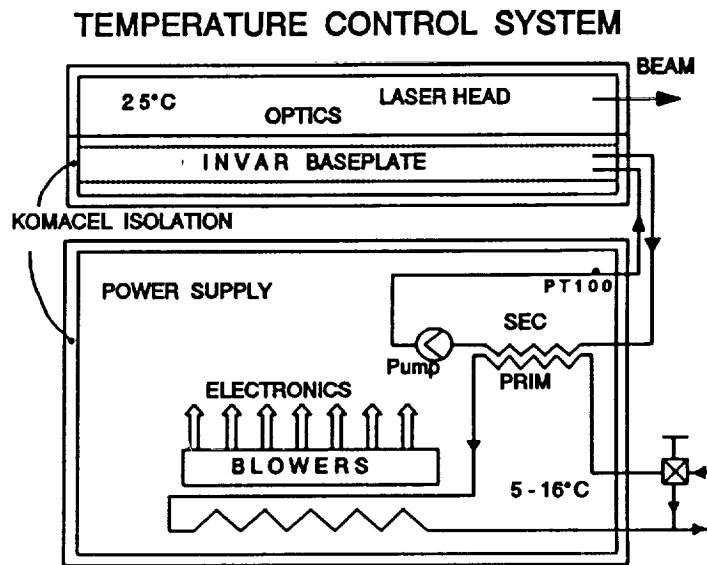 TEMPERATURE CONTROL SYSTEM
BEAM
25°C
LASER HEAD
OPTICS
INVAR BASEPLATE
KOMACEL ISOLATION
POWER SUPPLY
PT100
SEC
Pump
PRIM
ELECTRONICS
BLOWERS
5-16°C